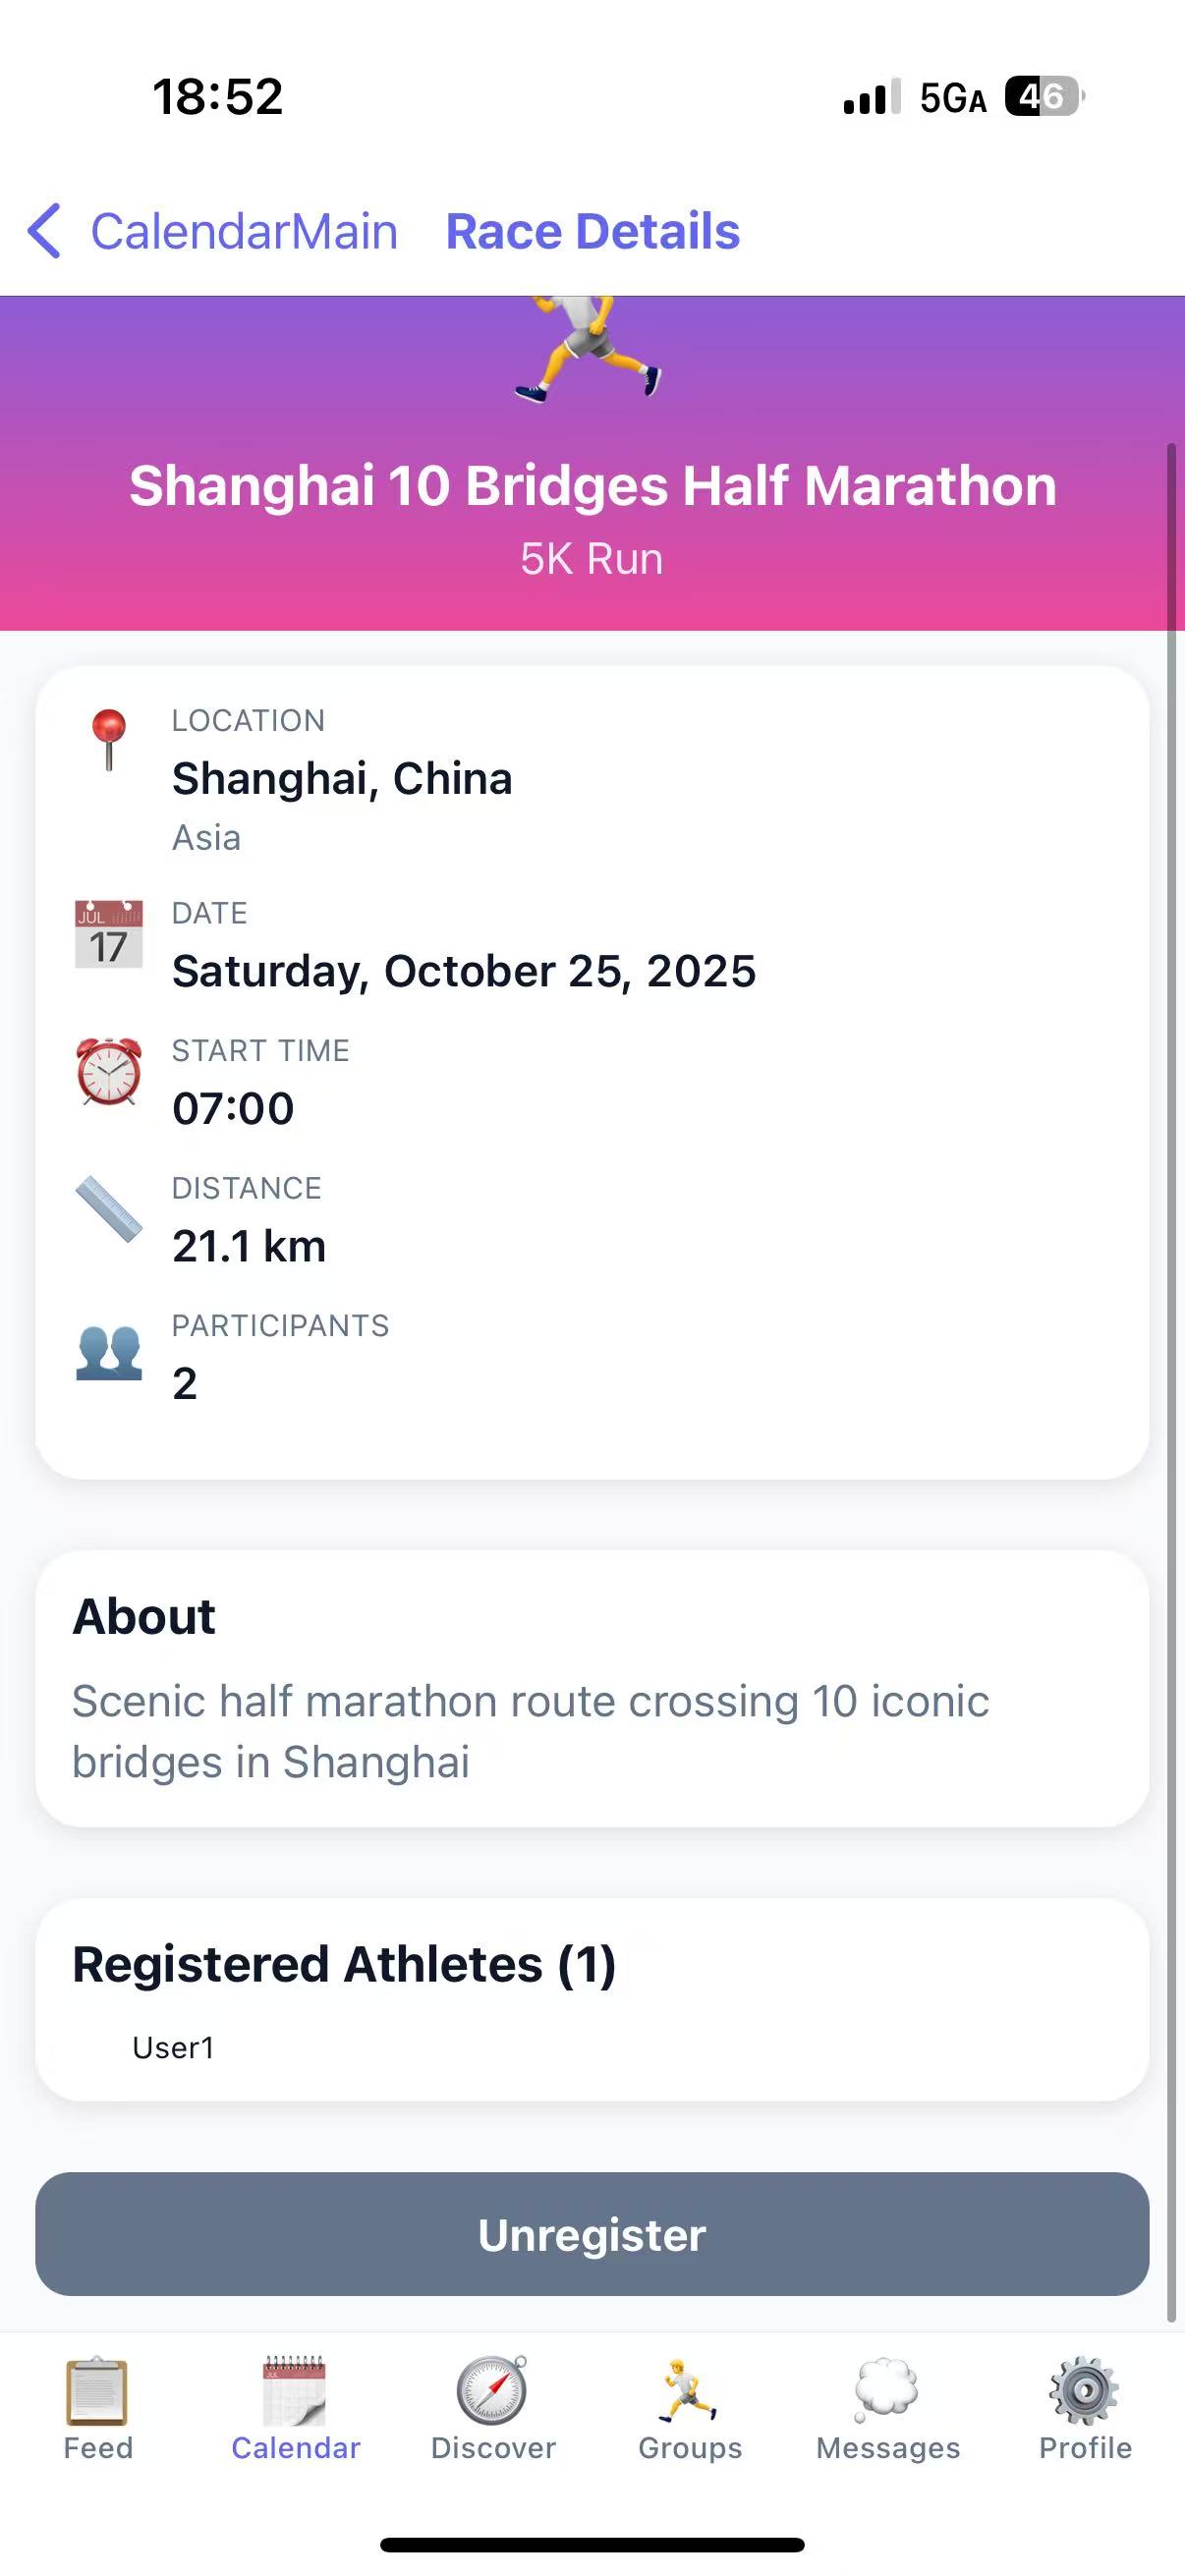 18:52
5GA
46
CalendarMain
Race Details
Shanghai 10 Bridges Half Marathon
5K Run
LOCATION
Shanghai, China
Asia
JUL
17
DATE
Saturday, October 25, 2025
START TIME
07:00
DISTANCE
21.1 km
PARTICIPANTS
2
About
Scenic half marathon route crossing 10 iconic
bridges in Shanghai
Registered Athletes (1)
User1
Unregister
JUL
Feed
Calendar
Discover
Groups
Messages
Profile